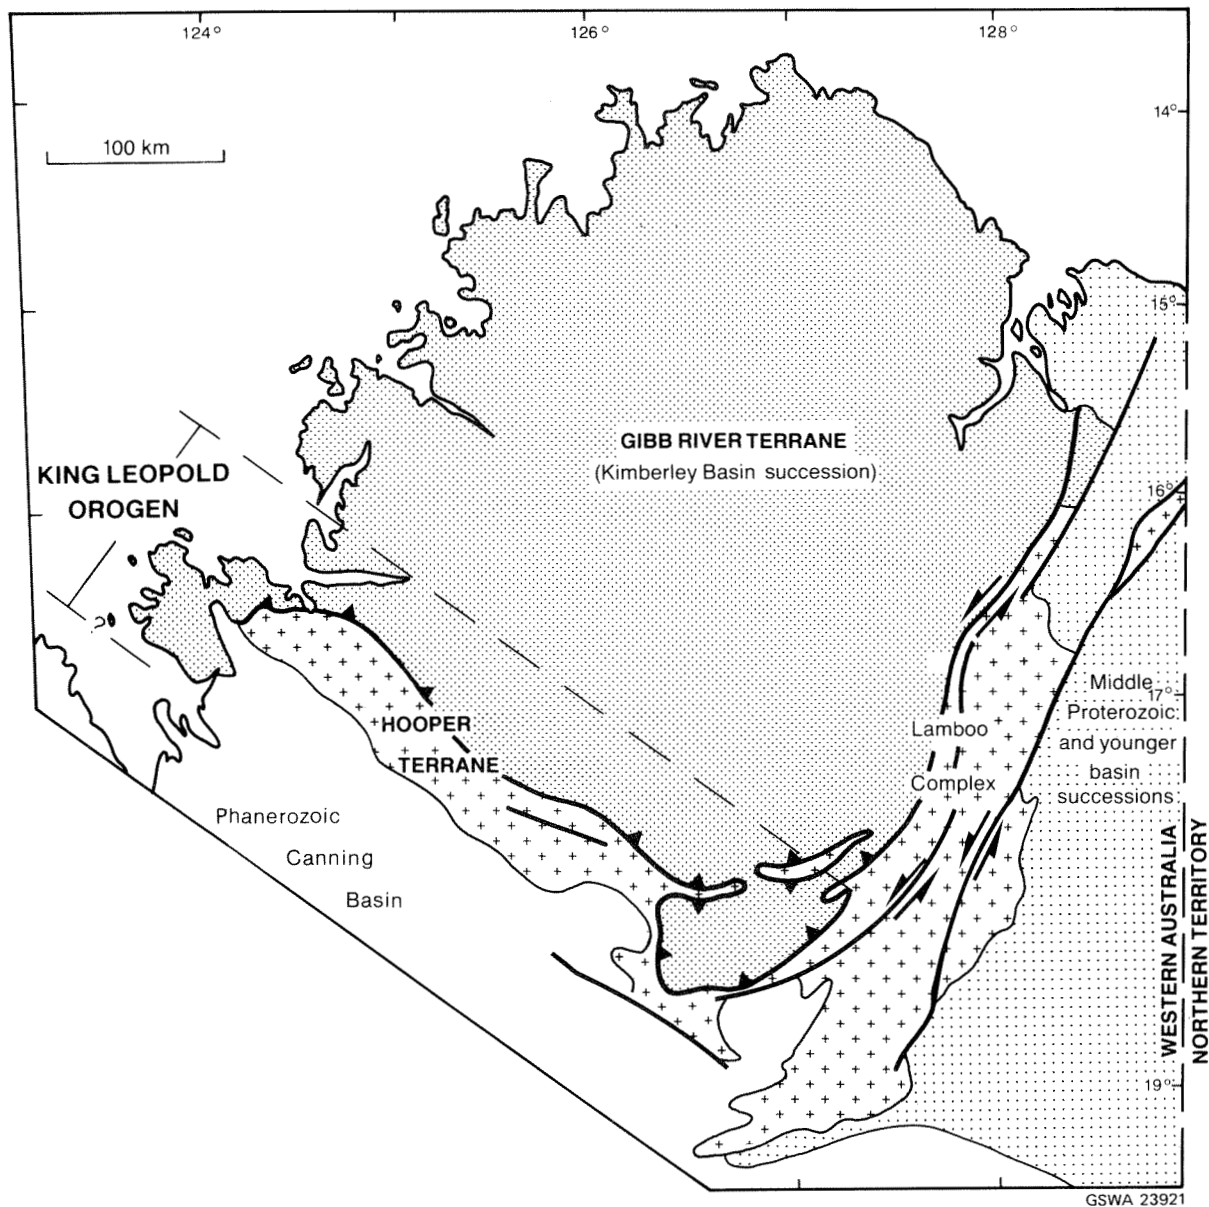 124°
126°
128°
14°
100 km
15°
GIBB RIVER TERRANE
(Kimberley Basin succession)
KING LEOPOLD
OROGEN
16°
Middle
17°
Proterozoic
and younger
basin
successions
HOOPER
TERRANE
Lamboo
Complex
Phanerozoic
Canning
Basin
WESTERN AUSTRALIA
NORTHERN TERRITORY
19°
GSWA 23921